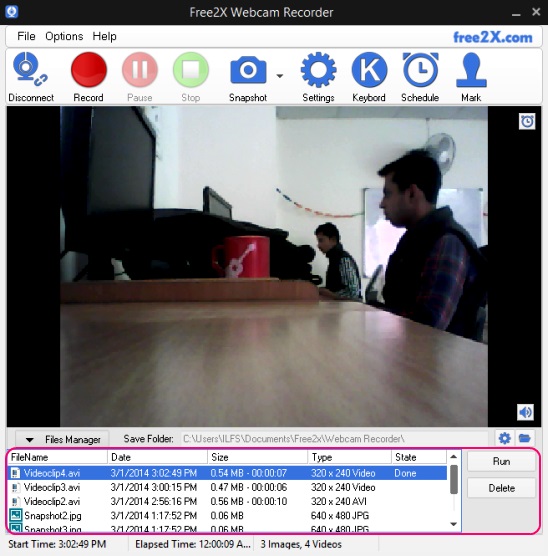 Free2X Webcam Recorder
File Options Help
free2X.com
Disconnect Record Pause Stop Snapshot Settings Keybord Schedule Mark
Files Manager Save Folder: C:\Users\ILFS\Documents\Free2x\Webcam Recorder\
FileName Date Size Type State
Videoclip4.avi 3/1/2014 3:02:49 PM 0.54 MB - 00:00:07 320 x 240 Video Done
Run
Videoclip3.avi 3/1/2014 3:00:15 PM 0.47 MB - 00:00:06 320 x 240 Video
Delete
Videoclip2.avi 3/1/2014 2:56:16 PM 0.56 MB - 00:00:10 320 x 240 AVI
Snapshot2.jpg 3/1/2014 1:17:52 PM 0.06 MB 640 x 480 JPG
Snapshot3.jpg 3/1/2014 1:17:52 PM 0.06 MB 640 x 480 JPG
Start Time: 3:02:49 PM Elapsed Time: 12:00:09 A... 3 Images, 4 Videos